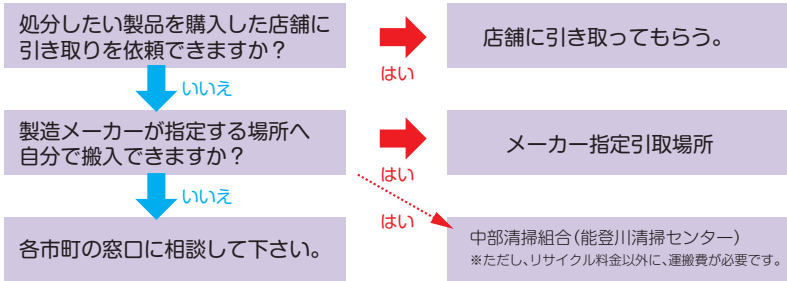 処分したい製品を購入した店舗に
引き取りを依頼できますか？
はい
店舗に引き取ってもらう。
いいえ
製造メーカーが指定する場所へ
自分で搬入できますか？
はい
メーカー指定引取場所
いいえ
はい
各市町の窓口に相談して下さい。
中部清掃組合（能登川清掃センター）
※ただし、リサイクル料金以外に、運搬費が必要です。